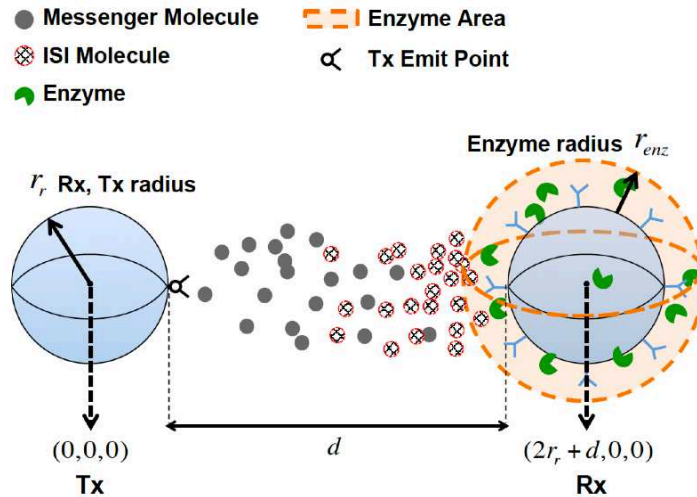 Messenger Molecule
Enzyme Area
ISI Molecule
Tx Emit Point
Enzyme
Enzyme radius r_enz
r_r Rx, Tx radius
d
(0,0,0)
(2r_r + d,0,0)
Tx
Rx